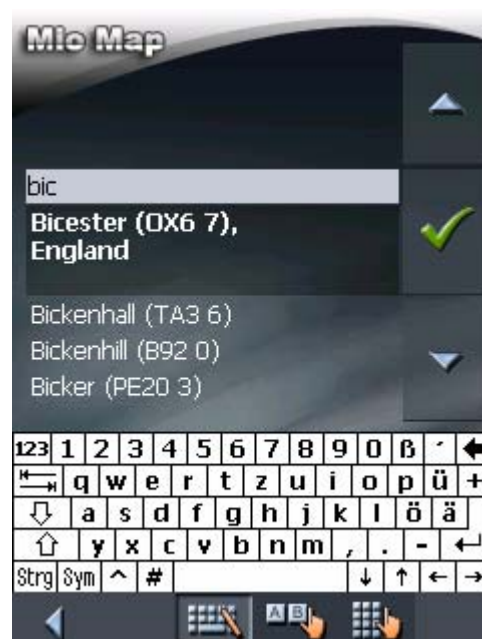 Mio Map
bic
Bicester (OX6 7),
England
Bickenhall (TA3 6)
Bickenhill (B92 0)
Bicker (PE20 3)
123 1 2 3 4 5 6 7 8 9 0 ß ´
q w e r t z u i o p ü +
a s d f g h j k l ö ä
y x c v b n m , . -
Strg Sym ^ # ↓ ↑ ← →
A B